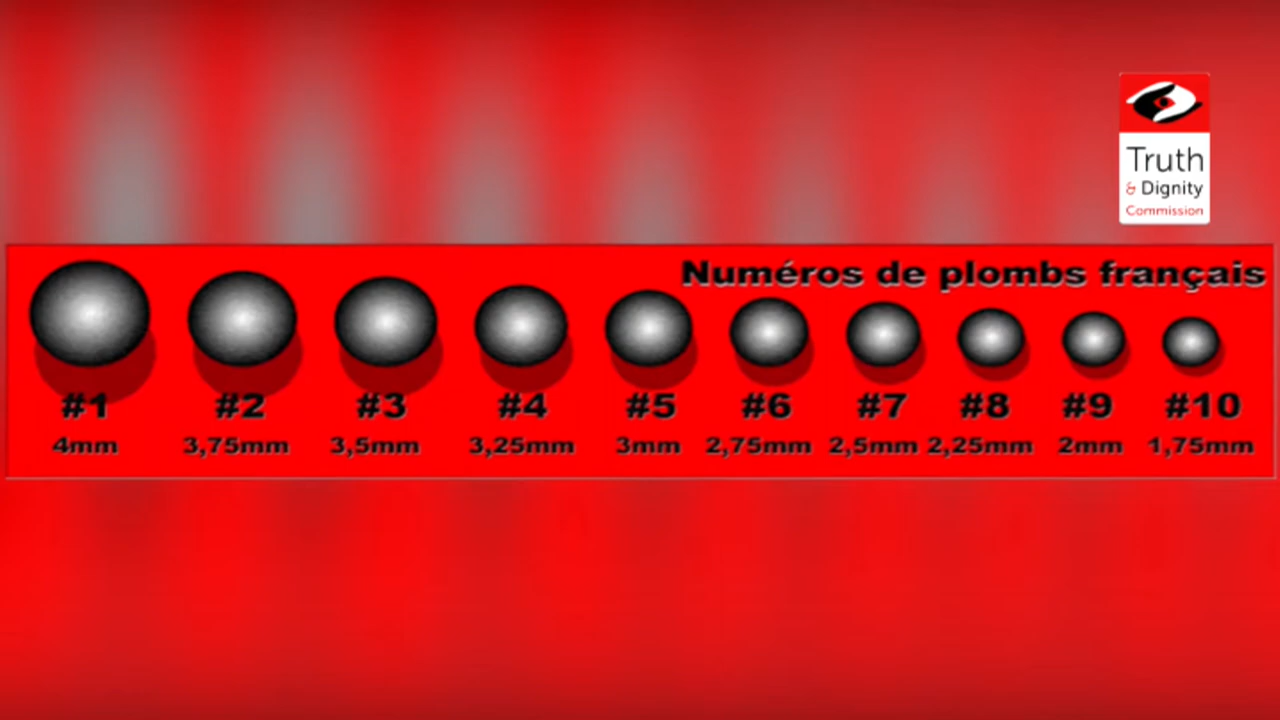 Truth
& Dignity
Commission
Numéros de plombs français
#1 #2 #3 #4 #5 #6 #7 #8 #9 #10
4mm 3,75mm 3,5mm 3,25mm 3mm 2,75mm 2,5mm 2,25mm 2mm 1,75mm